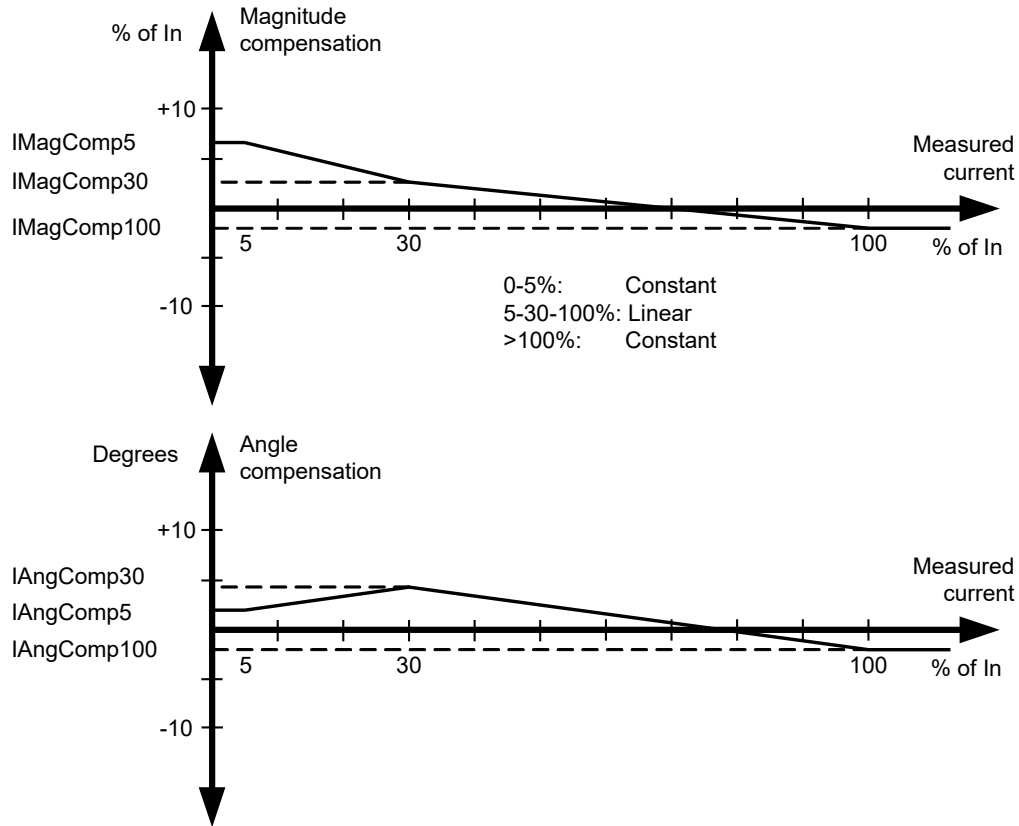 % of In
Magnitude
compensation
+10
IMagComp5
Measured
current
IMagComp30
IMagComp100
5
30
100
% of In
-10
0-5%: Constant
5-30-100%: Linear
>100%: Constant
Degrees
Angle
compensation
+10
IAngComp30
Measured
current
IAngComp5
IAngComp100
5
30
100
% of In
-10